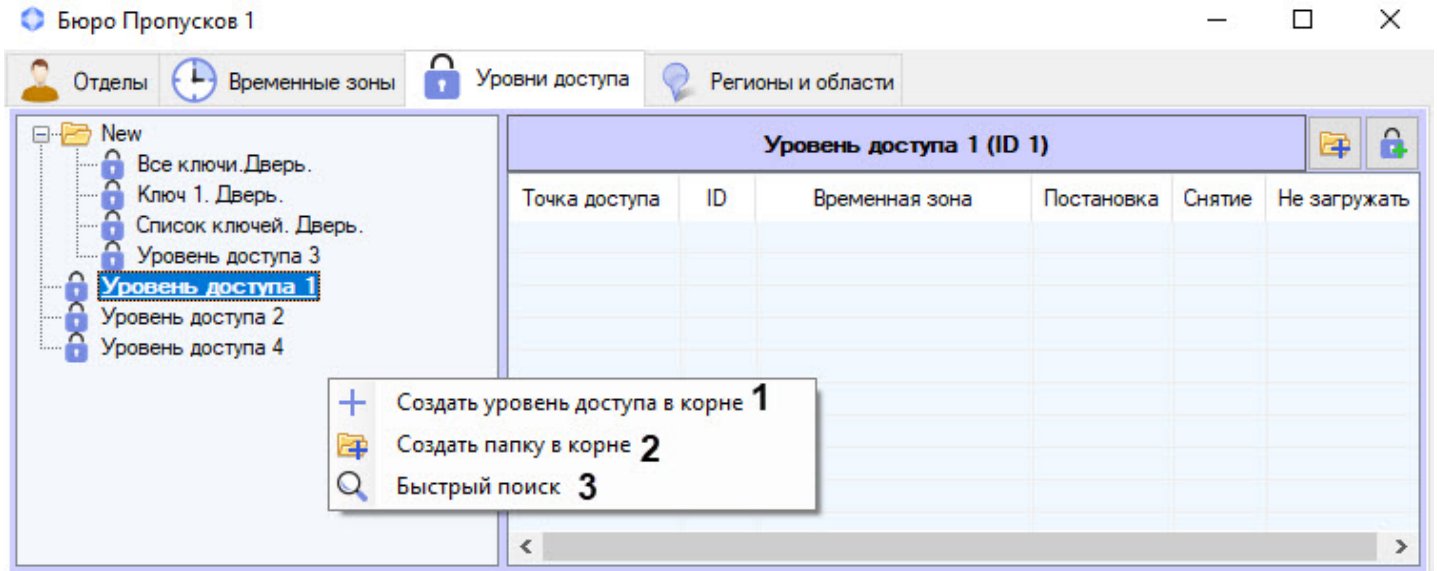 Бюро Пропусков 1
Отделы Временные зоны Уровни доступа Регионы и области
New
Все ключи.Дверь.
Ключ 1. Дверь.
Список ключей. Дверь.
Уровень доступа 3
Уровень доступа 1
Уровень доступа 2
Уровень доступа 4
Уровень доступа 1 (ID 1)
Точка доступа ID Временная зона Постановка Снятие Не загружать
Создать уровень доступа в корне 1
Создать папку в корне 2
Быстрый поиск 3